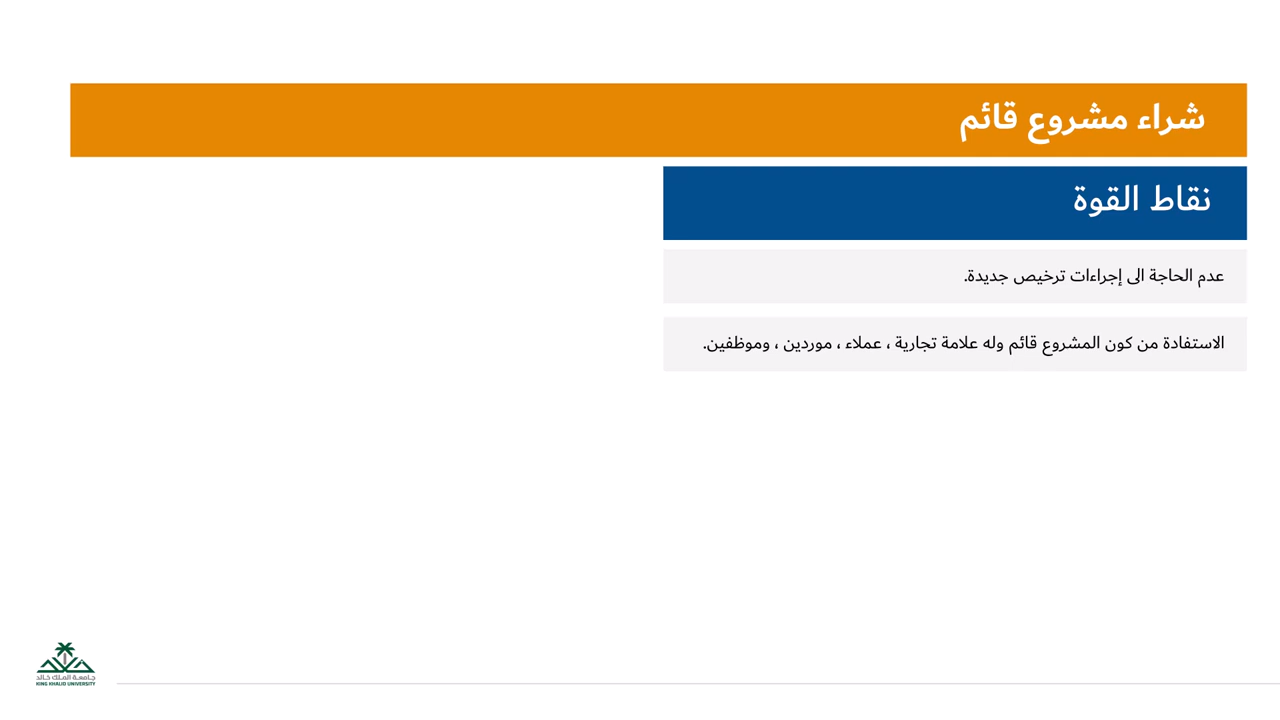 شراء مشروع قائم
نقاط القوة
عدم الحاجة الى إجراءات ترخيص جديدة.
الاستفادة من كون المشروع قائم وله علامة تجارية ، عملاء ، موردين ، وموظفين.
جامعة الملك خالد
KING KHALID UNIVERSITY